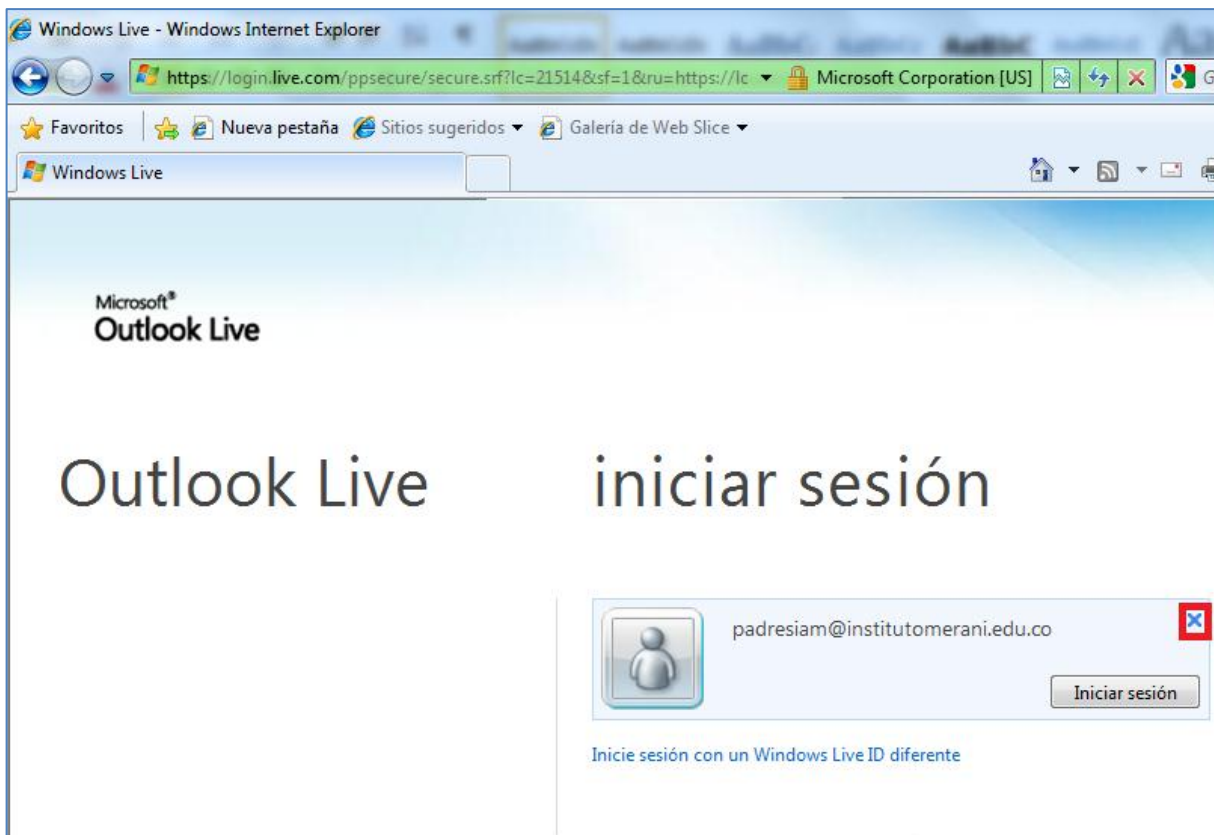 Windows Live - Windows Internet Explorer
https://login.live.com/ppsecure/secure.srf?lc=21514&sf=1&ru=https://lc Microsoft Corporation [US] G
Favoritos Nueva pestaña Sitios sugeridos Galería de Web Slice
Windows Live
Microsoft®
Outlook Live
Outlook Live iniciar sesión
padresiam@institutomerani.edu.co
Iniciar sesión
Inicie sesión con un Windows Live ID diferente